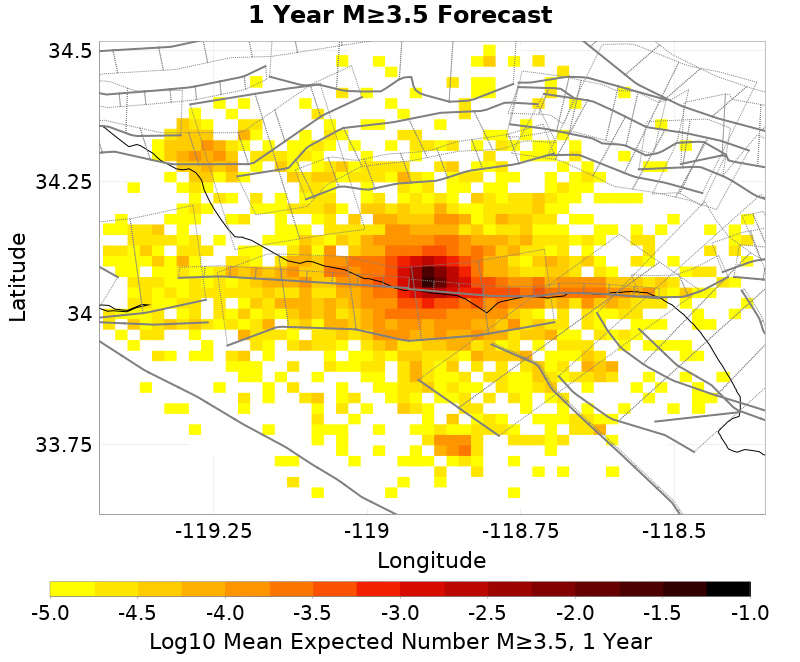 1 Year M≥3.5 Forecast
34.5
34.25
34
33.75
Latitude
-119.25 -119 -118.75 -118.5
Longitude
-5.0 -4.5 -4.0 -3.5 -3.0 -2.5 -2.0 -1.5 -1.0
Log10 Mean Expected Number M≥3.5, 1 Year